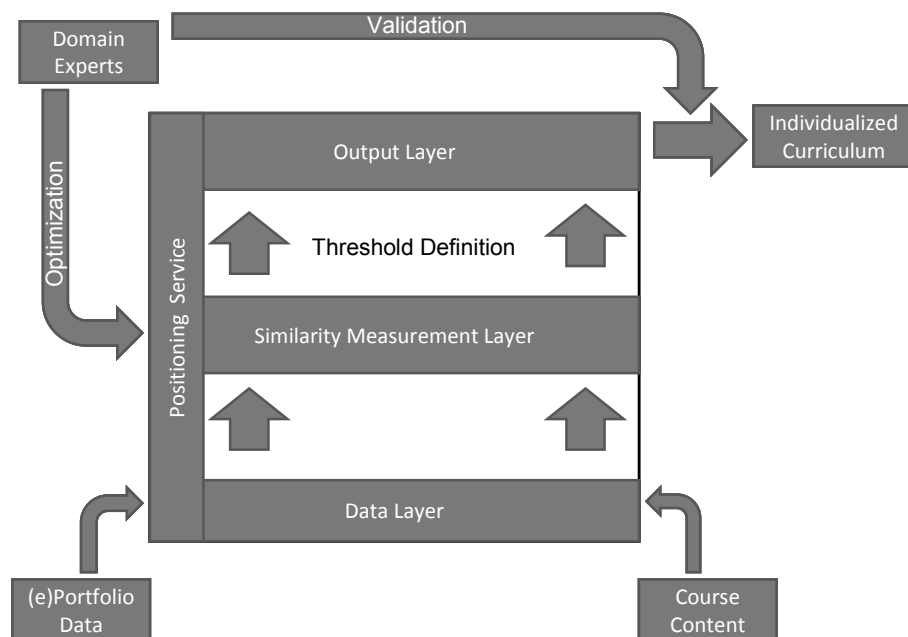 Domain
Experts
Validation
Individualized
Curriculum
Output Layer
Optimization
Positioning Service
Threshold Definition
Similarity Measurement Layer
Data Layer
(e)Portfolio
Data
Course
Content